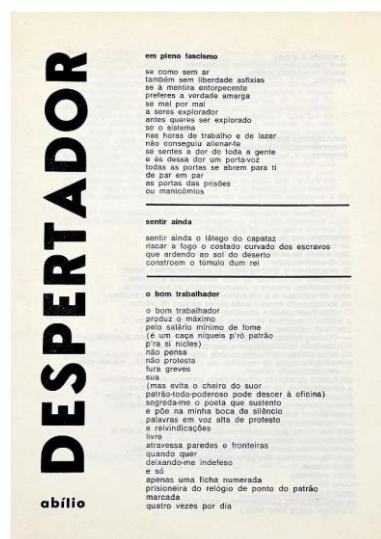 DESPERTADOR
abílio
em pleno fascismo
se como sem ar
também sem liberdade asfixias
se à mentira entorpecente
preferes a verdade amarga
se mal por mal
a seres explorador
antes queres ser explorado
se o sistema
nas horas de trabalho e de lazer
não conseguiu alienar-te
se sentes a dor de toda a gente
e és dessa dor um porta-voz
todas as portas se abrem para ti
de par em par
as portas das prisões
ou manicómios
sentir ainda
sentir ainda o látego do capataz
riscar a fogo o costado curvado dos escravos
que ardendo ao sol do deserto
constroem o túmulo dum rei
o bom trabalhador
o bom trabalhador
produz o máximo
pelo salário mínimo de fome
(é um caça níqueis p'ró patrão
p'ra si nicles)
não pensa
não protesta
fura greves
sua
(mas evita o cheiro do suor
patrão-todo-poderoso pode descer à oficina)
segreda-me o poeta que sustento
e põe na minha boca de silêncio
palavras em voz alta de protesto
e reivindicações
livre
atravessa paredes e fronteiras
quando quer
deixando-me indefeso
e só
apenas uma ficha numerada
prisioneira do relógio de ponto do patrão
marcada
quatro vezes por dia